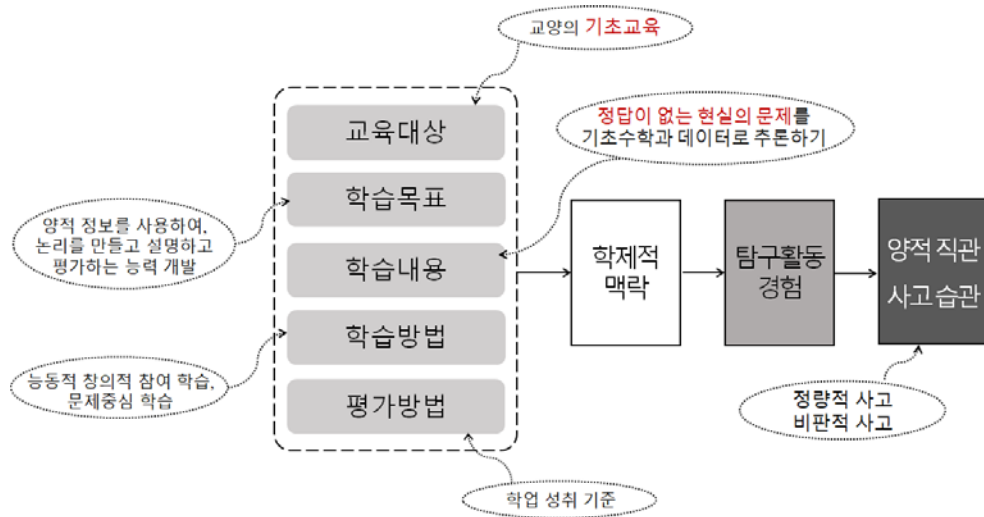 교양의 기초교육
교육대상
정답이 없는 현실의 문제를
기초수학과 데이터로 추론하기
학습목표
양적 정보를 사용하여,
논리를 만들고 설명하고
평가하는 능력 개발
학습내용
학제적
맥락
탐구활동
경험
양적 직관
사고 습관
학습방법
능동적 창의적 참여 학습,
문제중심 학습
평가방법
정량적 사고
비판적 사고
학업 성취 기준